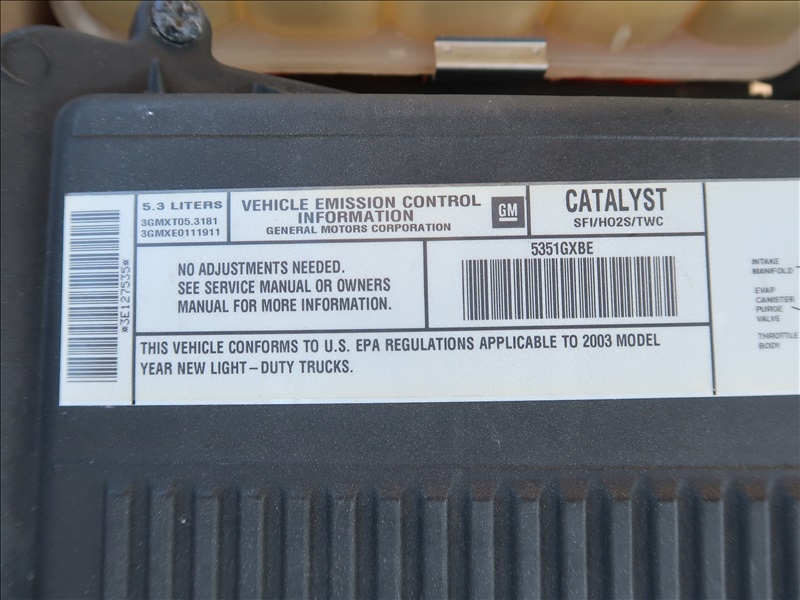 *3E127535*
5.3 LITERS
3GMXT05.3181
3GMXE0111911
VEHICLE EMISSION CONTROL
INFORMATION
GENERAL MOTORS CORPORATION
GM
CATALYST
SFI/HO2S/TWC
NO ADJUSTMENTS NEEDED.
SEE SERVICE MANUAL OR OWNERS
MANUAL FOR MORE INFORMATION.
5351GXBE
THIS VEHICLE CONFORMS TO U.S. EPA REGULATIONS APPLICABLE TO 2003 MODEL
YEAR NEW LIGHT-DUTY TRUCKS.
INTAKE
MANIFOLD
EVAP
CANISTER
PURGE
VALVE
THROTTLE
BODY